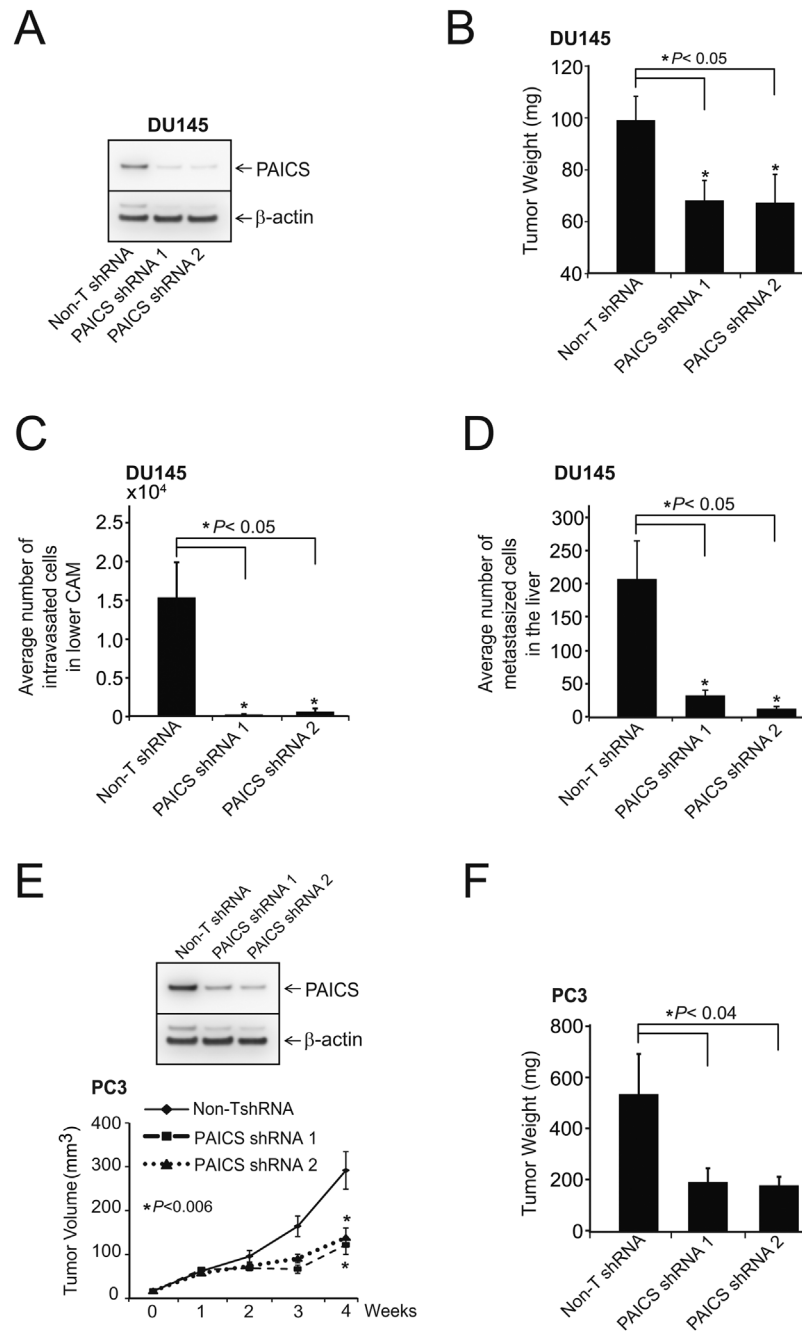 A
DU145
←PAICS
←β-actin
Non-T shRNA
PAICS shRNA 1
PAICS shRNA 2
B
DU145
*P< 0.05
Tumor Weight (mg)
120
100
80
60
40
*
*
Non-T shRNA
PAICS shRNA 1
PAICS shRNA 2
C
DU145
x10⁴
*P< 0.05
Average number of
intravasated cells
in lower CAM
2.5
2.0
1.5
1.0
0.5
0
*
*
Non-T shRNA
PAICS shRNA 1
PAICS shRNA 2
D
DU145
*P< 0.05
Average number of
metastasized cells
in the liver
300
250
200
150
100
50
0
*
*
Non-T shRNA
PAICS shRNA 1
PAICS shRNA 2
E
Non-T shRNA
PAICS shRNA 1
PAICS shRNA 2
←PAICS
←β-actin
PC3
Non-TshRNA
PAICS shRNA 1
PAICS shRNA 2
*P<0.006
Tumor Volume (mm³)
400
300
200
100
0
*
*
0 1 2 3 4 Weeks
F
PC3
*P< 0.04
Tumor Weight (mg)
800
600
400
200
0
Non-T shRNA
PAICS shRNA 1
PAICS shRNA 2